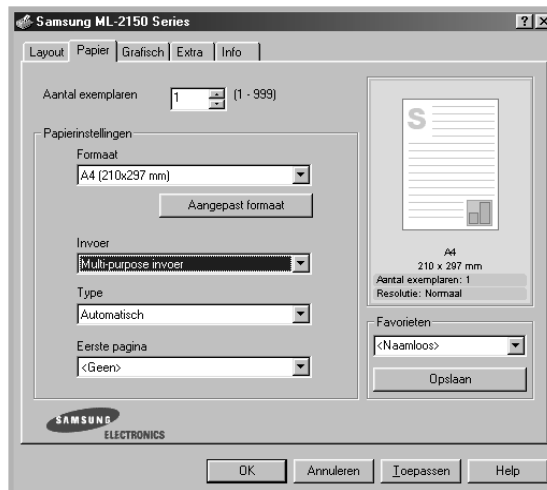 Samsung ML-2150 Series
Layout Papier Grafisch Extra Info
Aantal exemplaren 1 (1 - 999)
Papierinstellingen
Formaat
A4 (210x297 mm)
Aangepast formaat
Invoer
Multi-purpose invoer
Type
Automatisch
Eerste pagina
<Geen>
S
A4
210 x 297 mm
Aantal exemplaren: 1
Resolutie: Normaal
Favorieten
<Naamloos>
Opslaan
SAMSUNG
ELECTRONICS
OK Annuleren Toepassen Help